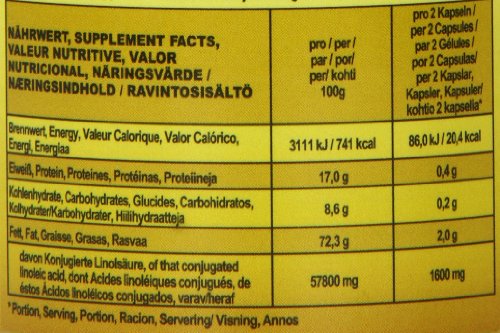 NÄHRWERT, SUPPLEMENT FACTS,
VALEUR NUTRITIVE, VALOR
NUTRICIONAL, NÄRINGSVÄRDE /
NÆRINGSINDHOLD / RAVINTOSISÄLTÖ
pro / per /
par / por/
per/ kohti
100g
pro 2 Kapseln /
per 2 Capsules /
par 2 Gélules /
por 2 Capsulas/
per 2 Kapslar,
Kapsler, Kapsuler/
kohtio 2 kapsella*
Brennwert, Energy, Valeur Calorique, Valor Calórico,
Energi, Energiaa
3111 kJ / 741 kcal
86,0 kJ / 20,4 kcal
Eiweiß, Protein, Proteines, Protéinas, Proteiineja
17,0 g
0,4 g
Kohlenhydrate, Carbohydrates, Glucides, Carbohidratos,
Kolhydrater/Karbohydrater, Hiilihydraatteja
8,6 g
0,2 g
Fett, Fat, Graisse, Grasas, Rasvaa
72,3 g
2,0 g
davon Konjugierte Linolsäure, of that conjugated
linoleic acid, dont Acides linoléiques conjugués, de
éstos Ácidos linoléicos conjugados, varav/heraf
57800 mg
1600 mg
*Portion, Serving, Portion, Racion, Servering/ Visning, Annos